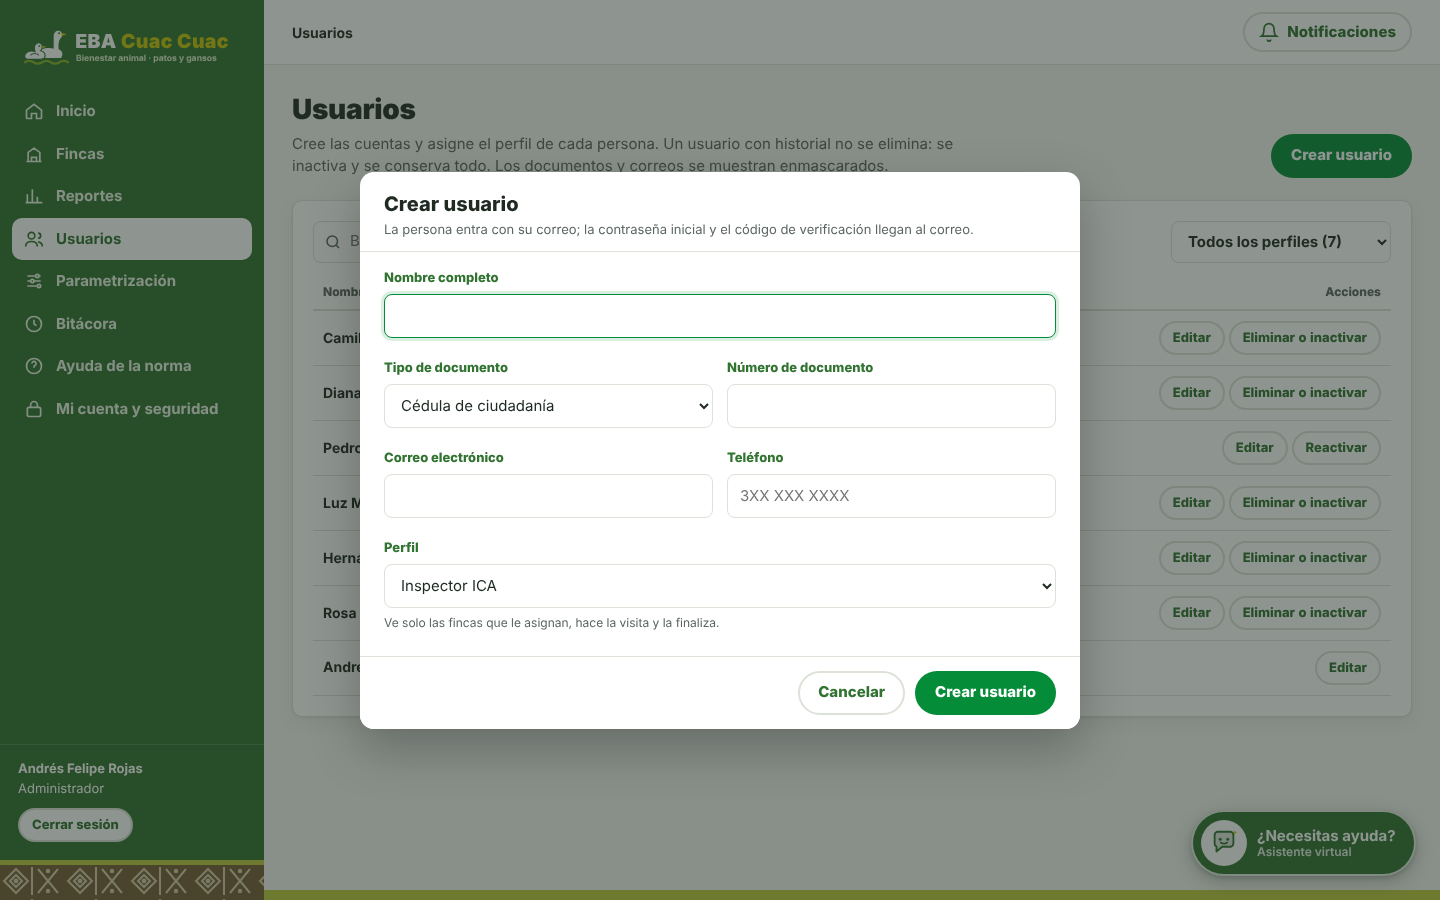 EBA Cuac Cuac
Bienestar animal · patos y gansos
Inicio
Fincas
Reportes
Usuarios
Parametrización
Bitácora
Ayuda de la norma
Mi cuenta y seguridad
Andrés Felipe Rojas
Administrador
Cerrar sesión
Usuarios
Notificaciones
Usuarios
Cree las cuentas y asigne el perfil de cada persona. Un usuario con historial no se elimina: se
inactiva y se conserva todo. Los documentos y correos se muestran enmascarados.
Crear usuario
Todos los perfiles (7)
Acciones
Editar Eliminar o inactivar
Diana Editar Eliminar o inactivar
Editar Reactivar
Luz M Editar Eliminar o inactivar
Editar Eliminar o inactivar
Rosa Editar Eliminar o inactivar
Editar
Crear usuario
La persona entra con su correo; la contraseña inicial y el código de verificación llegan al correo.
Nombre completo
Tipo de documento Número de documento
Cédula de ciudadanía
Correo electrónico Teléfono
3XX XXX XXXX
Perfil
Inspector ICA
Ve solo las fincas que le asignan, hace la visita y la finaliza.
Cancelar Crear usuario
¿Necesitas ayuda?
Asistente virtual